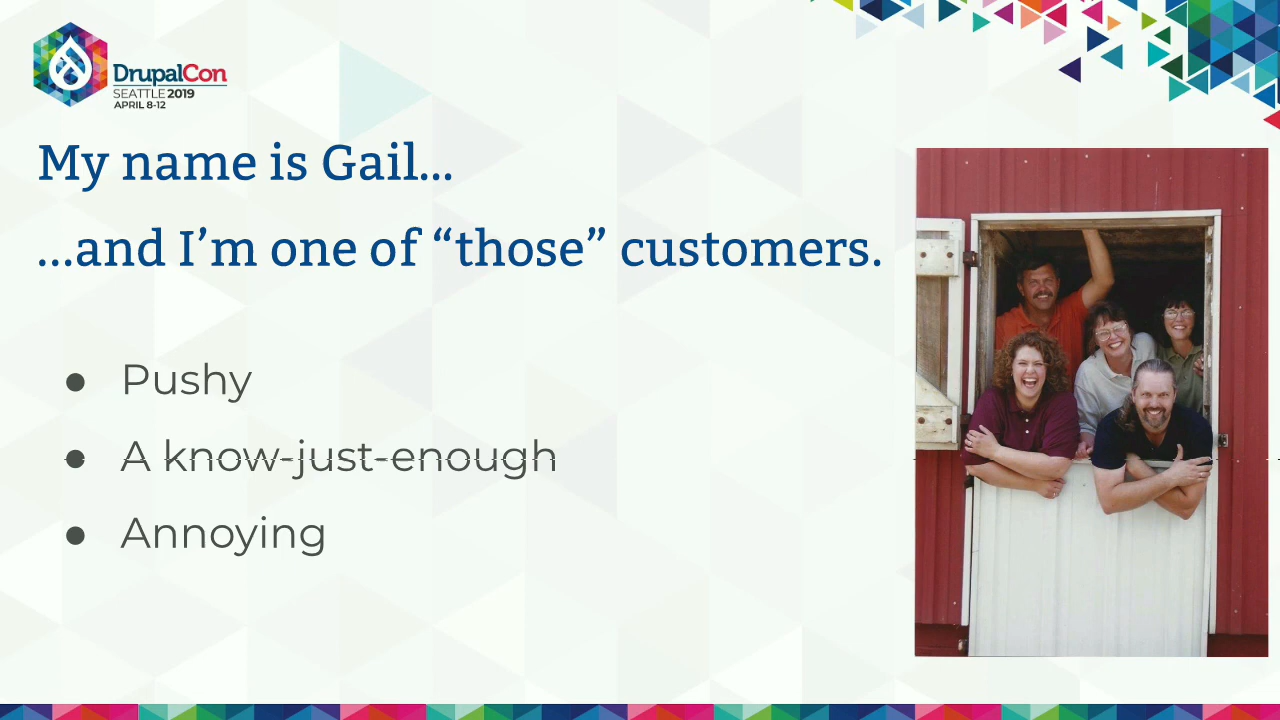 DrupalCon
SEATTLE 2019
APRIL 8-12
My name is Gail...
...and I’m one of “those” customers.
● Pushy
● A know-just-enough
● Annoying